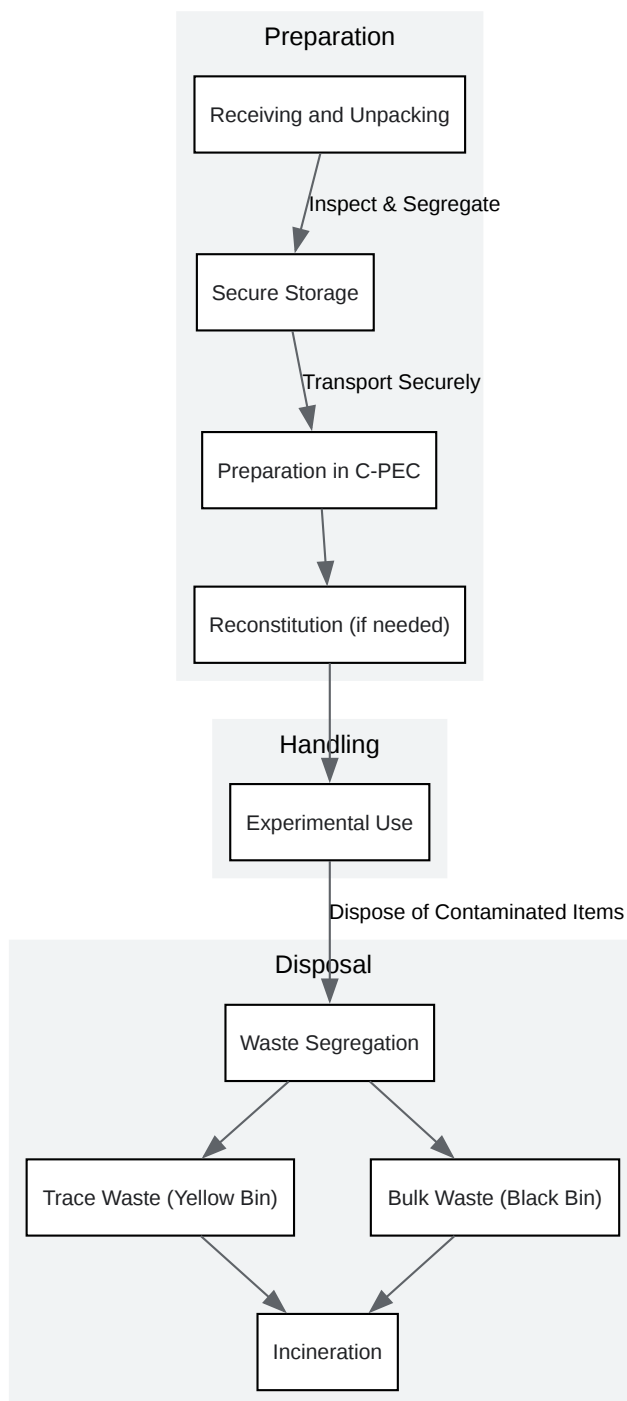 Preparation
Receiving and Unpacking
Inspect & Segregate
Secure Storage
Transport Securely
Preparation in C-PEC
Reconstitution (if needed)
Handling
Experimental Use
Dispose of Contaminated Items
Disposal
Waste Segregation
Trace Waste (Yellow Bin)
Bulk Waste (Black Bin)
Incineration